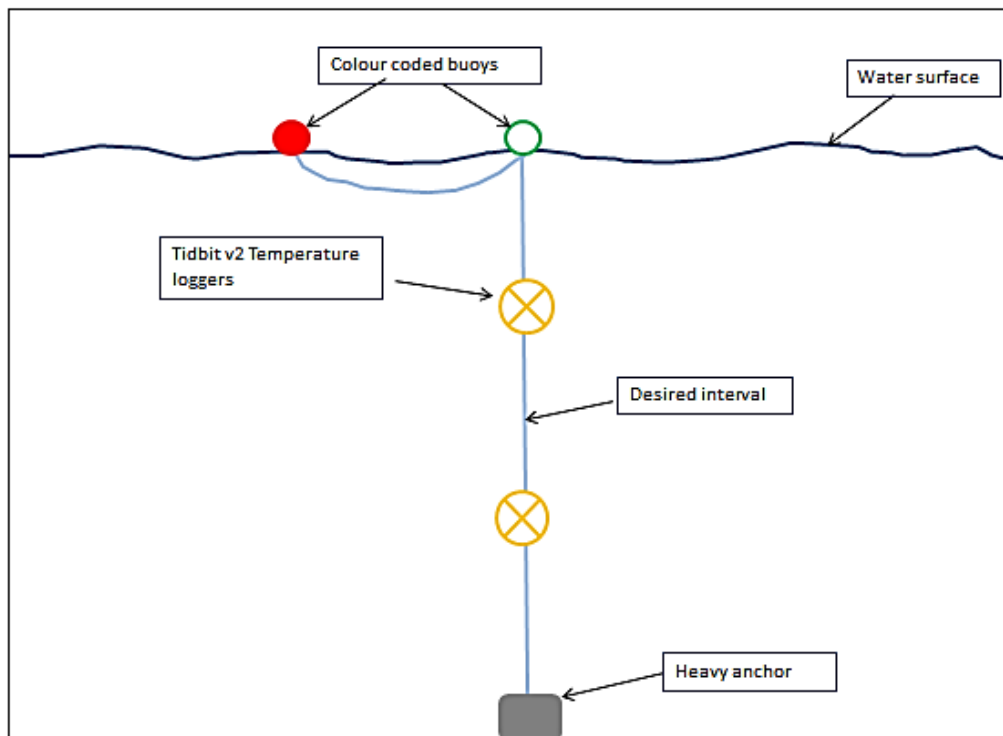 Colour coded buoys
Water surface
Tidbit v2 Temperature
loggers
Desired interval
Heavy anchor